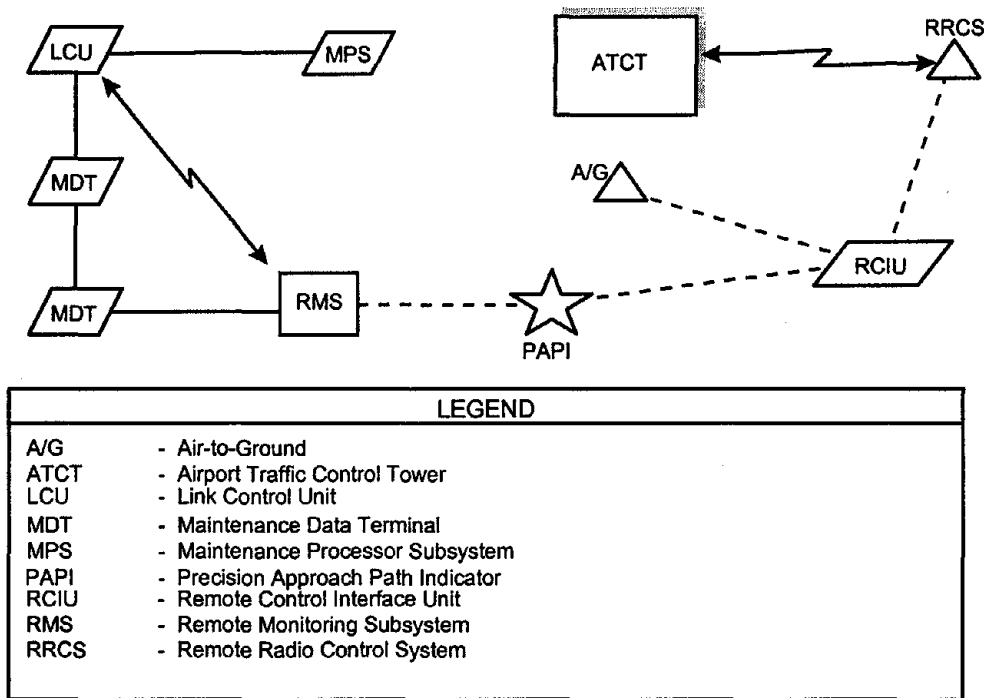 LCU
MPS
ATCT
RRCS
MDT
A/G
RCIU
MDT
RMS
PAPI
LEGEND
A/G - Air-to-Ground
ATCT - Airport Traffic Control Tower
LCU - Link Control Unit
MDT - Maintenance Data Terminal
MPS - Maintenance Processor Subsystem
PAPI - Precision Approach Path Indicator
RCIU - Remote Control Interface Unit
RMS - Remote Monitoring Subsystem
RRCS - Remote Radio Control System